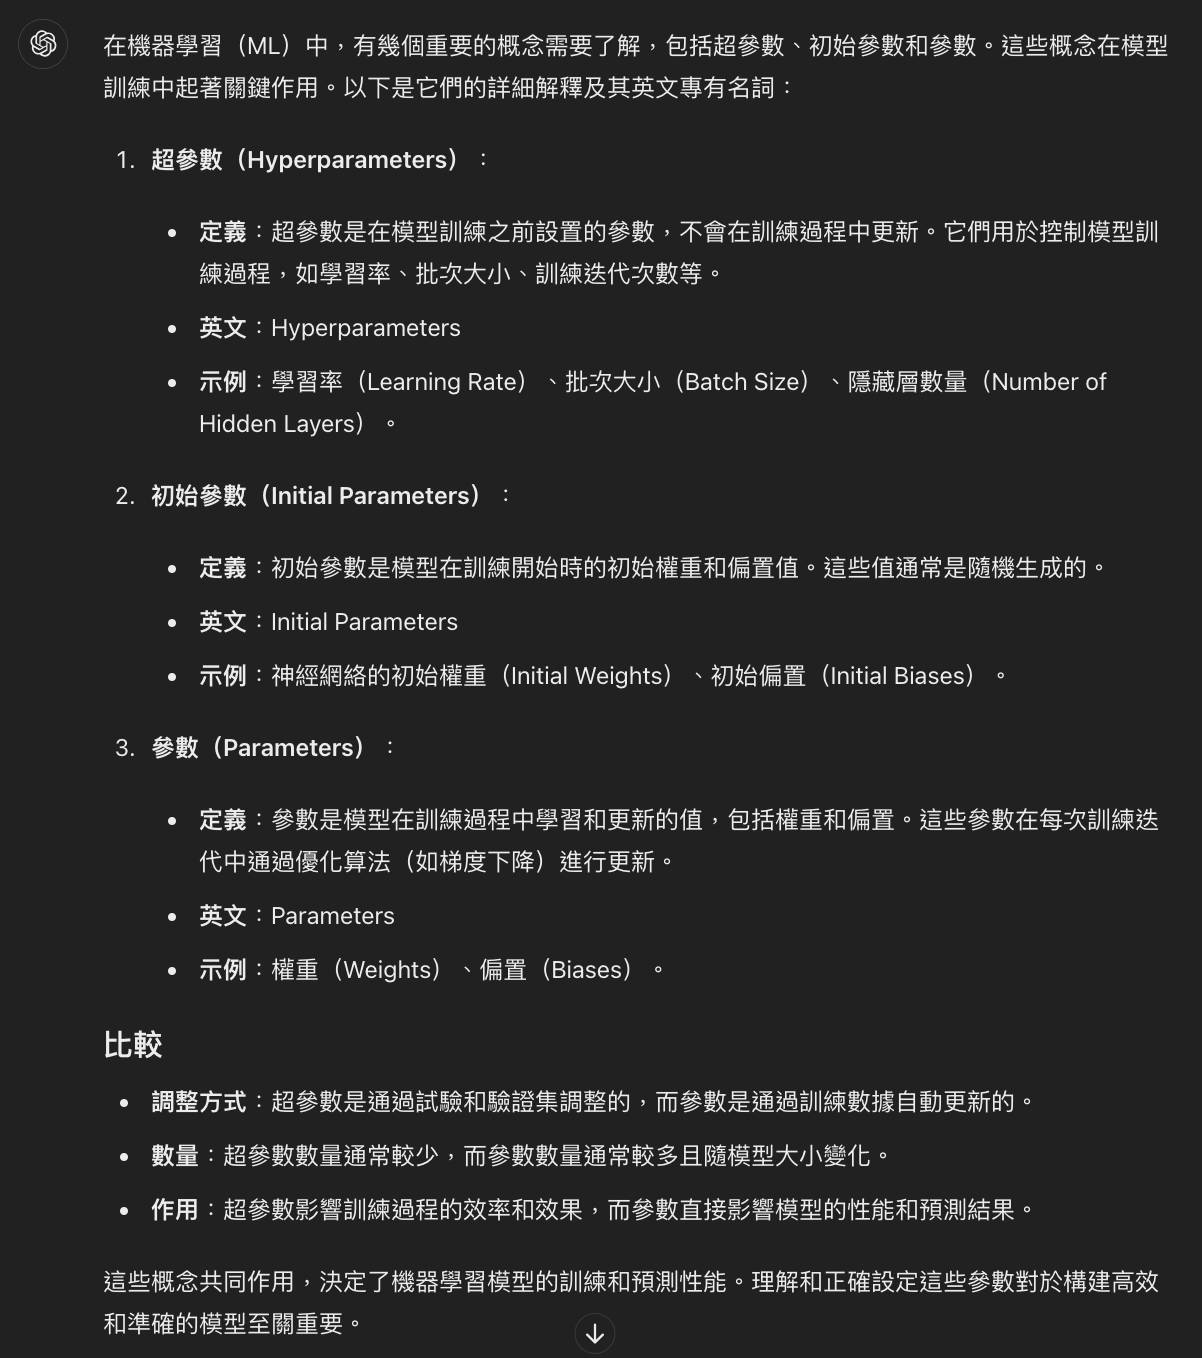 在機器學習（ML）中，有幾個重要的概念需要了解，包括超參數、初始參數和參數。這些概念在模型
訓練中起著關鍵作用。以下是它們的詳細解釋及其英文專有名詞：
1. 超參數（Hyperparameters）：
• 定義：超參數是在模型訓練之前設置的參數，不會在訓練過程中更新。它們用於控制模型訓
練過程，如學習率、批次大小、訓練迭代次數等。
• 英文：Hyperparameters
• 示例：學習率（Learning Rate）、批次大小（Batch Size）、隱藏層數量（Number of
Hidden Layers）。
2. 初始參數（Initial Parameters）：
• 定義：初始參數是模型在訓練開始時的初始權重和偏置值。這些值通常是隨機生成的。
• 英文：Initial Parameters
• 示例：神經網絡的初始權重（Initial Weights）、初始偏置（Initial Biases）。
3. 參數（Parameters）：
• 定義：參數是模型在訓練過程中學習和更新的值，包括權重和偏置。這些參數在每次訓練迭
代中通過優化算法（如梯度下降）進行更新。
• 英文：Parameters
• 示例：權重（Weights）、偏置（Biases）。
比較
• 調整方式：超參數是通過試驗和驗證集調整的，而參數是通過訓練數據自動更新的。
• 數量：超參數數量通常較少，而參數數量通常較多且隨模型大小變化。
• 作用：超參數影響訓練過程的效率和效果，而參數直接影響模型的性能和預測結果。
這些概念共同作用，決定了機器學習模型的訓練和預測性能。理解和正確設定這些參數對於構建高效
和準確的模型至關重要。